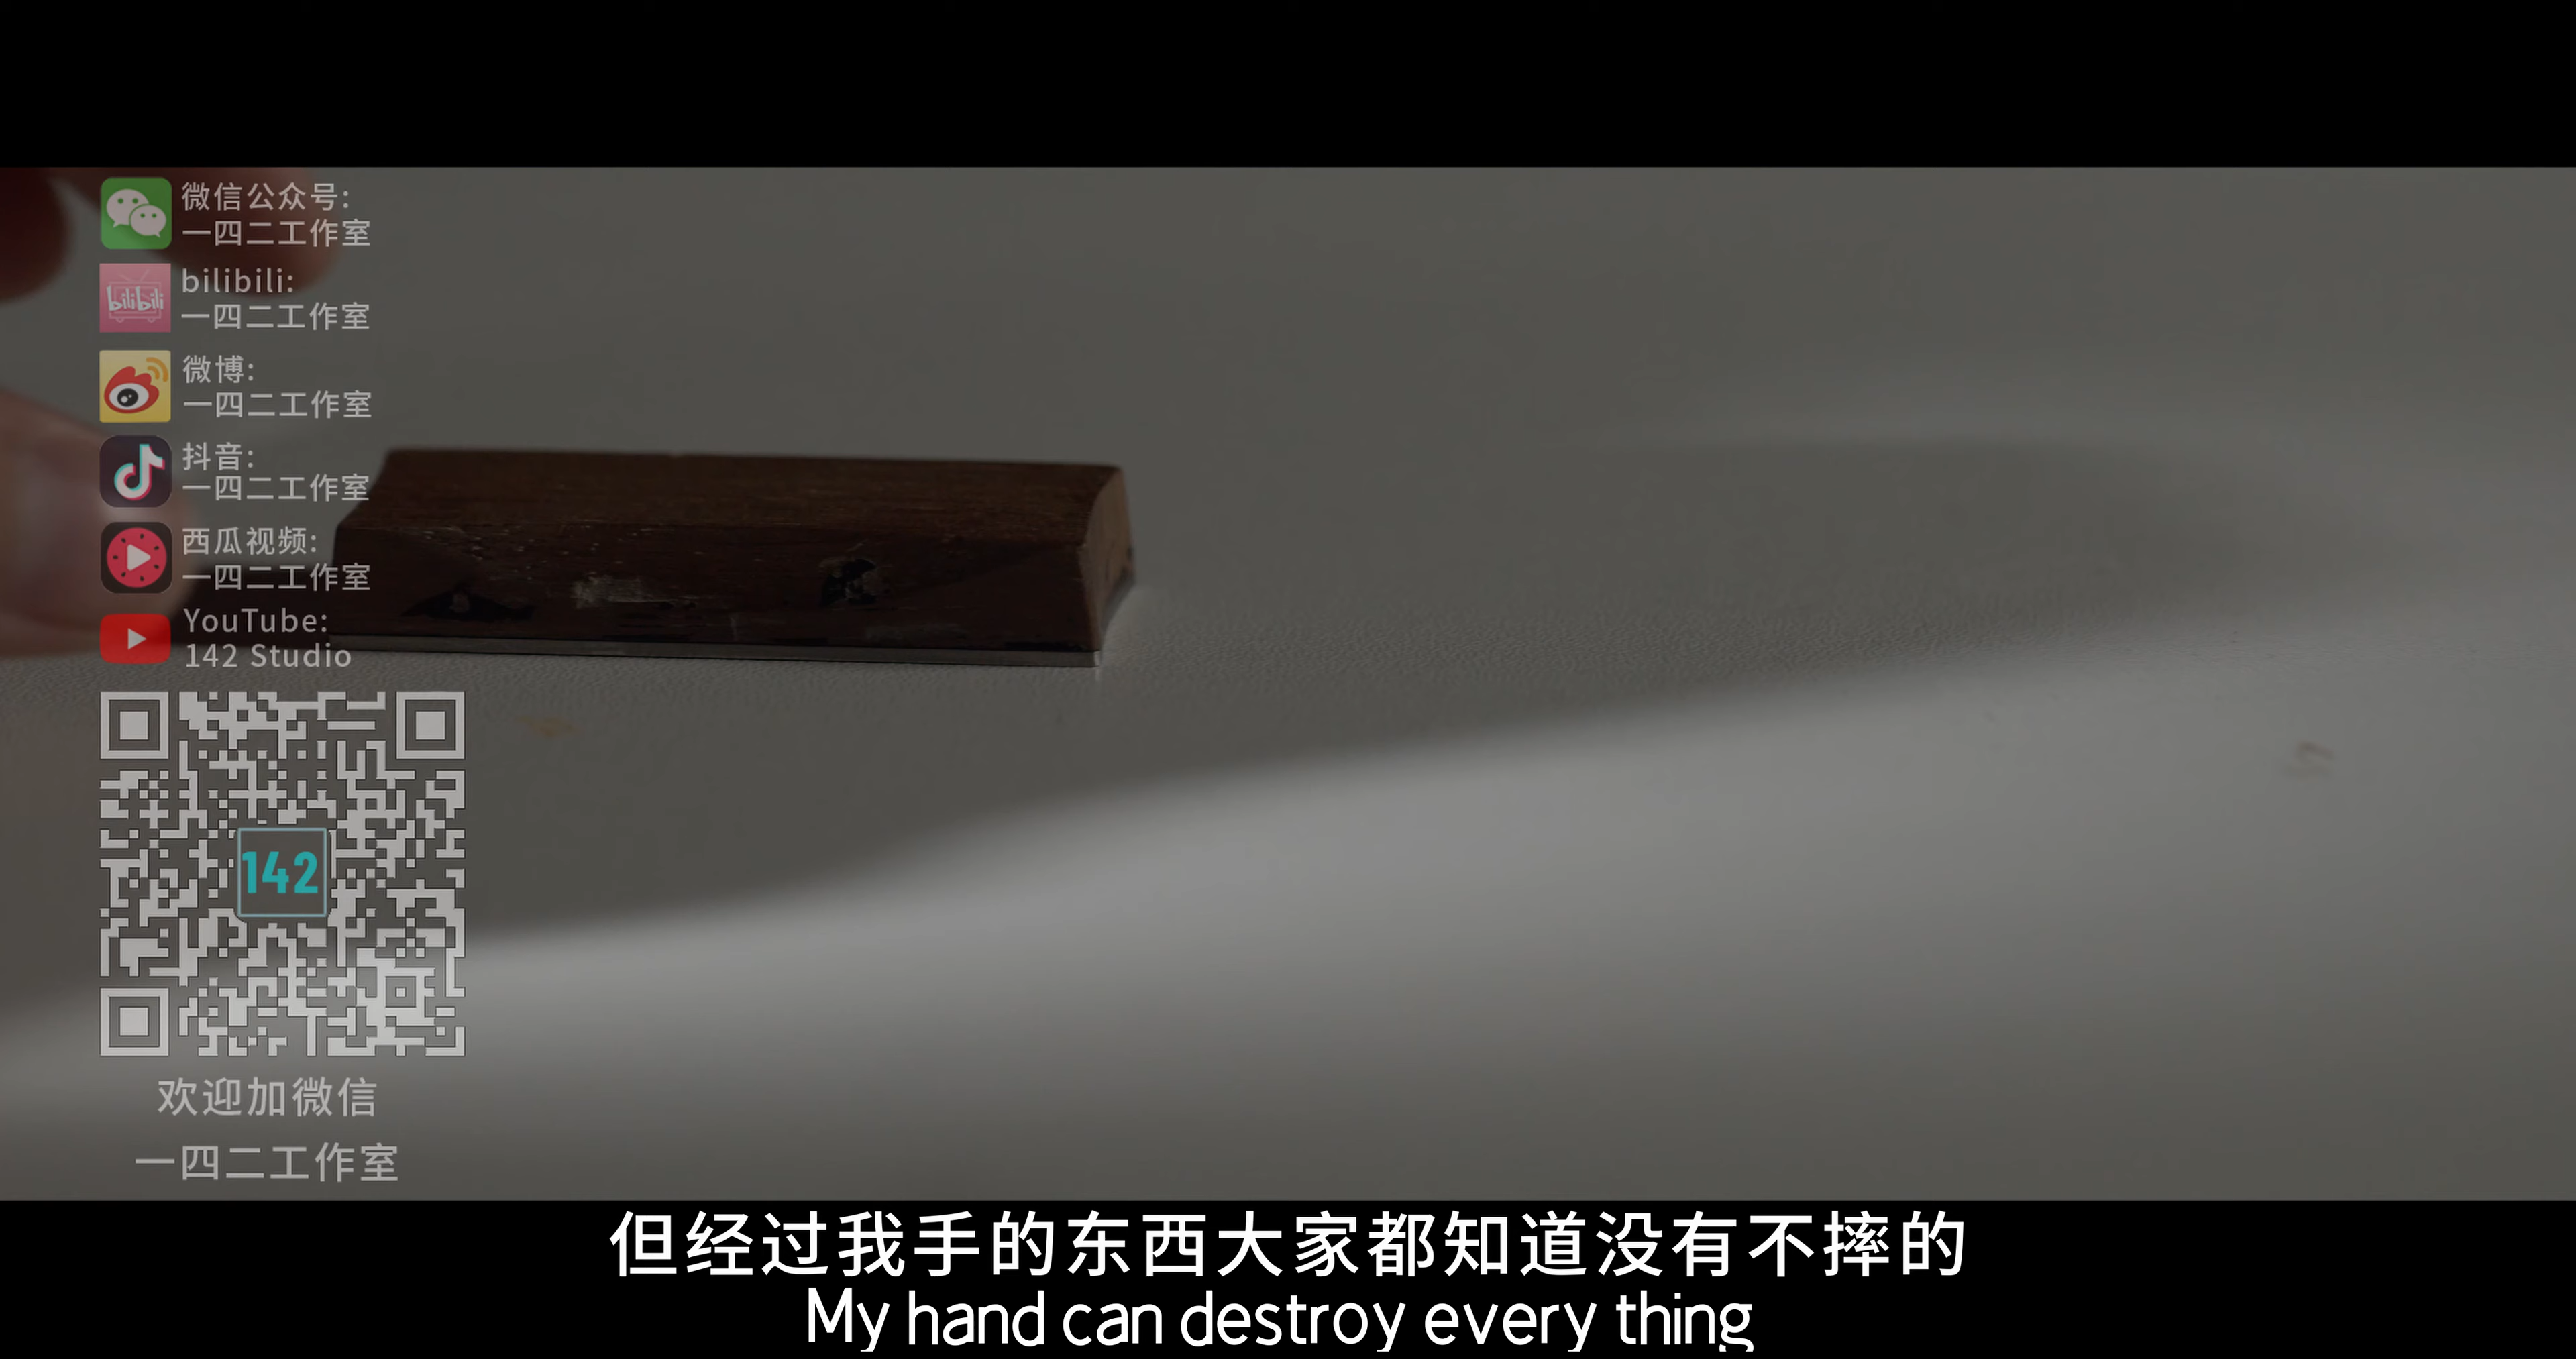 微信公众号:
一四二工作室
bilibili
bilibili:
一四二工作室
微博:
一四二工作室
抖音:
一四二工作室
西瓜视频:
一四二工作室
YouTube:
142 Studio
142
欢迎加微信
一四二工作室
但经过我手的东西大家都知道没有不摔的
My hand can destroy every thing